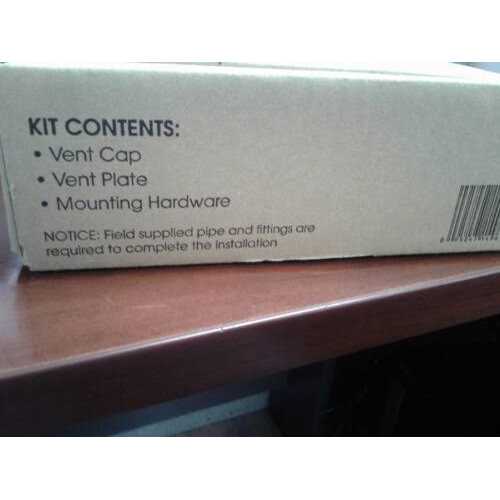 KIT CONTENTS:
• Vent Cap
• Vent Plate
• Mounting Hardware
NOTICE: Field supplied pipe and fittings are
required to complete the installation